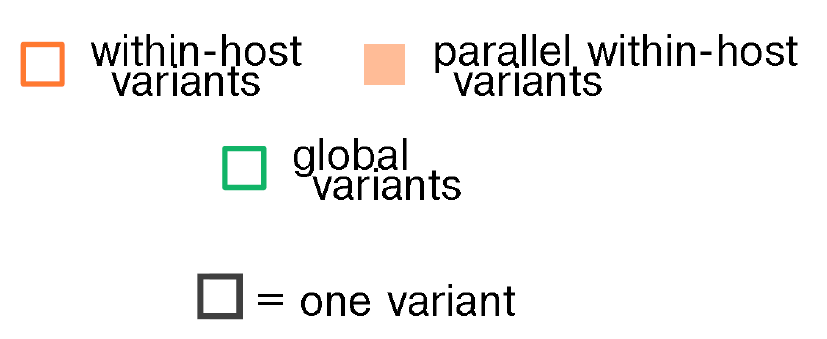 within-host
variants
parallel within-host
variants
global
variants
= one variant